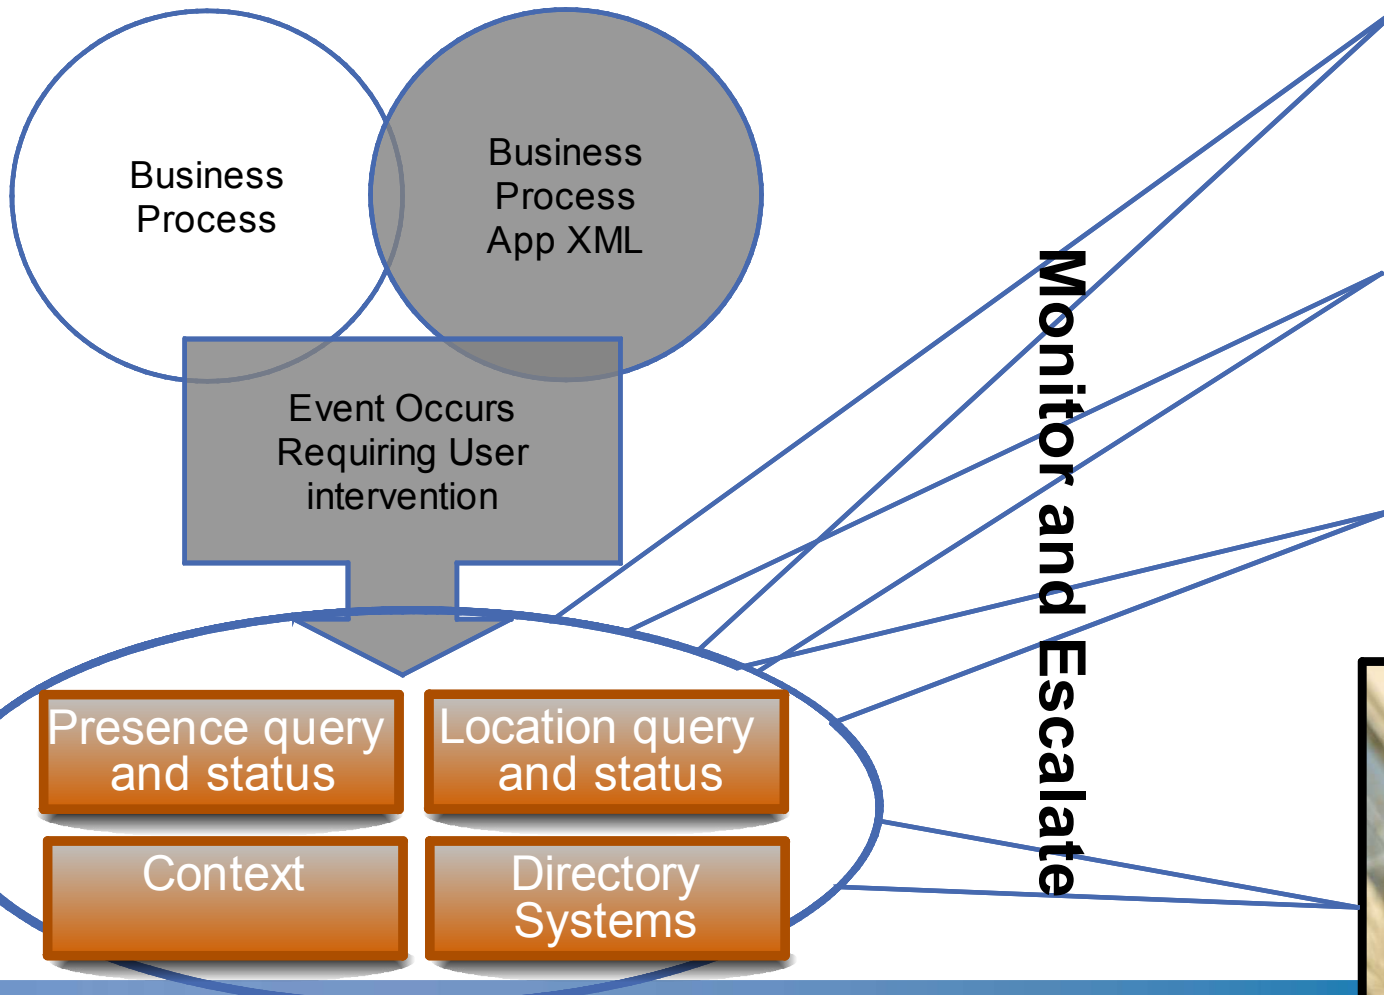 Business
Process
Business
Process
App XML
Event Occurs
Requiring User
intervention
Monitor and Escalate
Presence query
and status
Location query
and status
Context
Directory
Systems